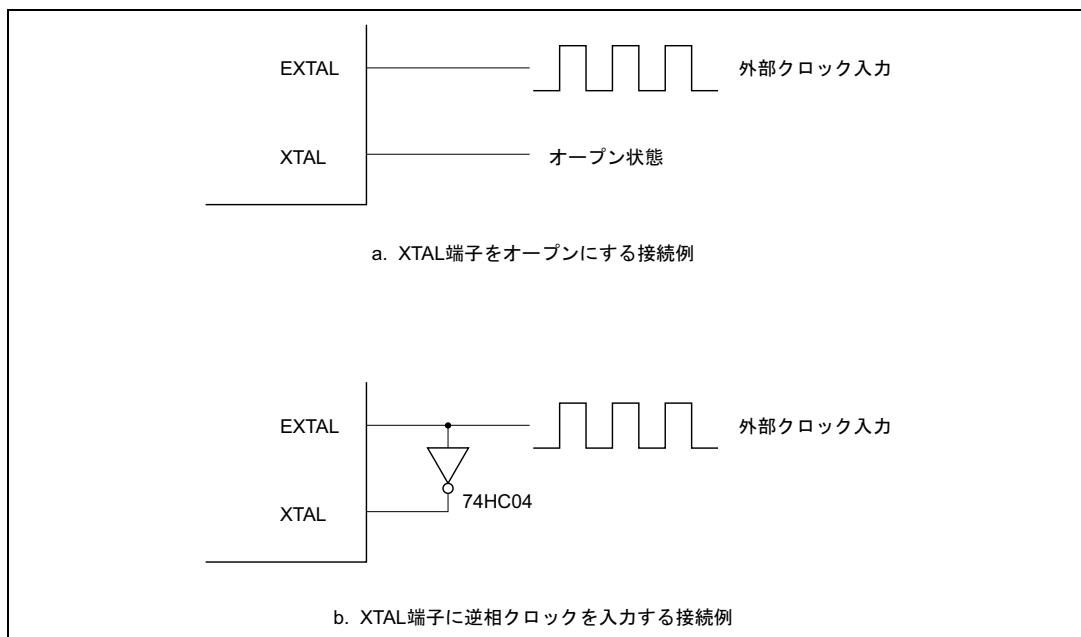 EXTAL 外部クロック入力
XTAL オープン状態
a. XTAL端子をオープンにする接続例
EXTAL 外部クロック入力
74HC04
XTAL
b. XTAL端子に逆相クロックを入力する接続例